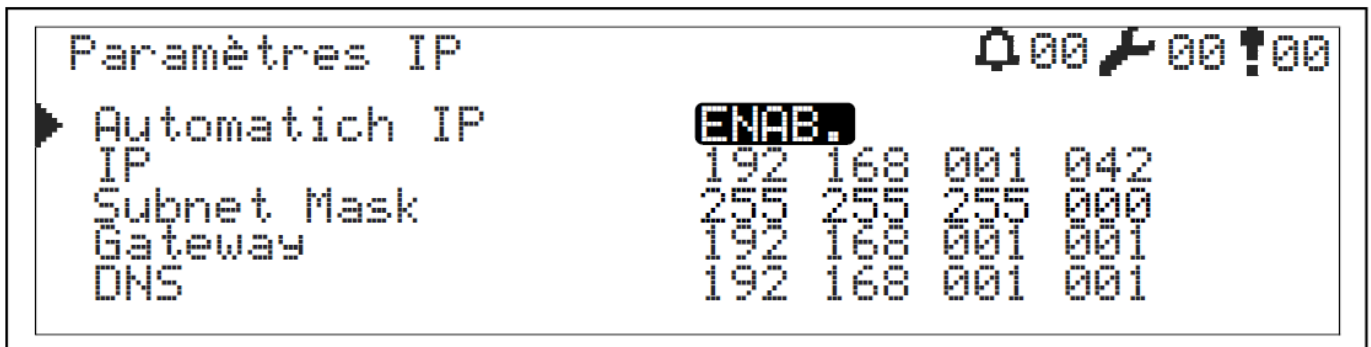 Paramètres IP 00 00 00
Automatich IP ENAB.
IP 192 168 001 042
Subnet Mask 255 255 255 000
Gateway 192 168 001 001
DNS 192 168 001 001